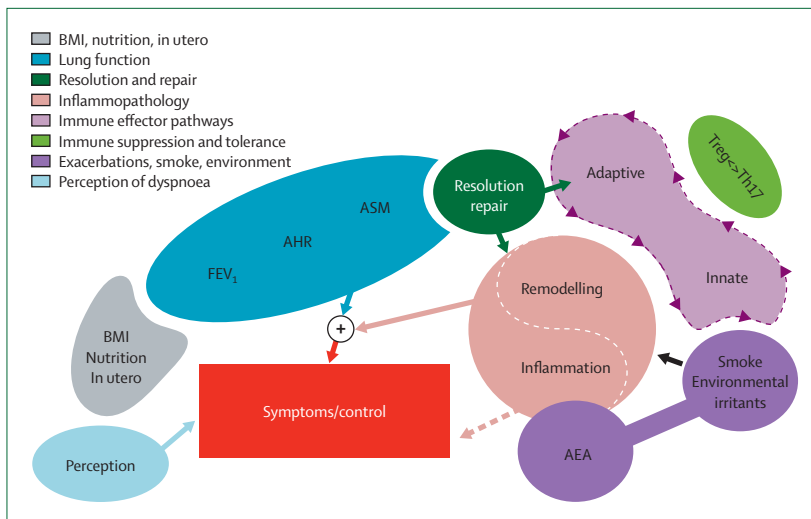 BMI, nutrition, in utero
Lung function
Resolution and repair
Inflammopathology
Immune effector pathways
Immune suppression and tolerance
Exacerbations, smoke, environment
Perception of dyspnoea
Resolution
repair
Adaptive
Treg<>Th17
ASM
AHR
FEV₁
Innate
Remodelling
Inflammation
+
BMI
Nutrition
In utero
Smoke
Environmental
irritants
Symptoms/control
Perception
AEA